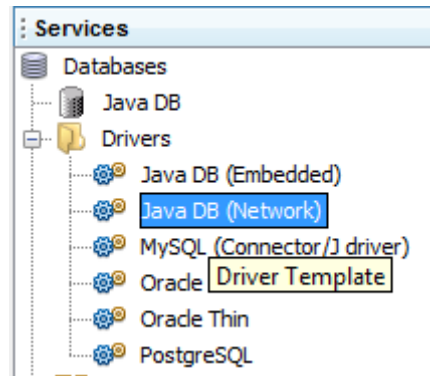 Services
Databases
Java DB
Drivers
Java DB (Embedded)
Java DB (Network)
MySQL (Connector/J driver)
Oracle
Driver Template
Oracle Thin
PostgreSQL